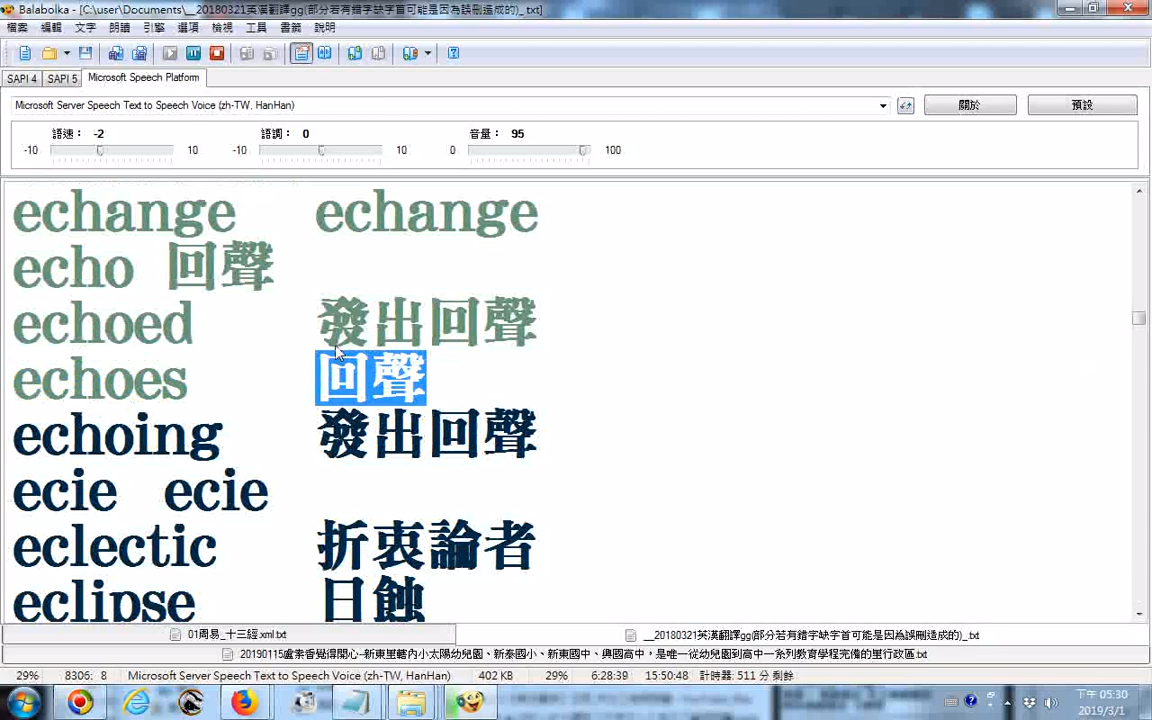 Balabolka - [C:\user\Documents\__20180321英漢翻譯gg(部分若有錯字缺字首可能是因為誤刪造成的)_.txt]
檔案 編輯 文字 朗讀 引擎 選項 檢視 工具 書籤 說明
SAPI 4 SAPI 5 Microsoft Speech Platform
Microsoft Server Speech Text to Speech Voice (zh-TW, HanHan) 關於 預設
語速： -2 語調： 0 音量： 95
-10 10 -10 10 0 100
echange echange
echo 回聲
echoed 發出回聲
echoes 回聲
echoing 發出回聲
ecie ecie
eclectic 折衷論者
eclipse 日蝕
01周易_十三經.xml.txt __20180321英漢翻譯gg(部分若有錯字缺字首可能是因為誤刪造成的)_.txt
20190115盧素香覺得開心-新東里轄內小太陽幼兒園、新泰國小、新東國中、興國高中，是唯一從幼兒園到高中一系列教育學程完備的里行政區.txt
29% 8306: 8 Microsoft Server Speech Text to Speech Voice (zh-TW, HanHan) 402 KB 29% 6:28:39 15:50:48 計時器: 511 分 剩餘
下午 05:30
2019/3/1